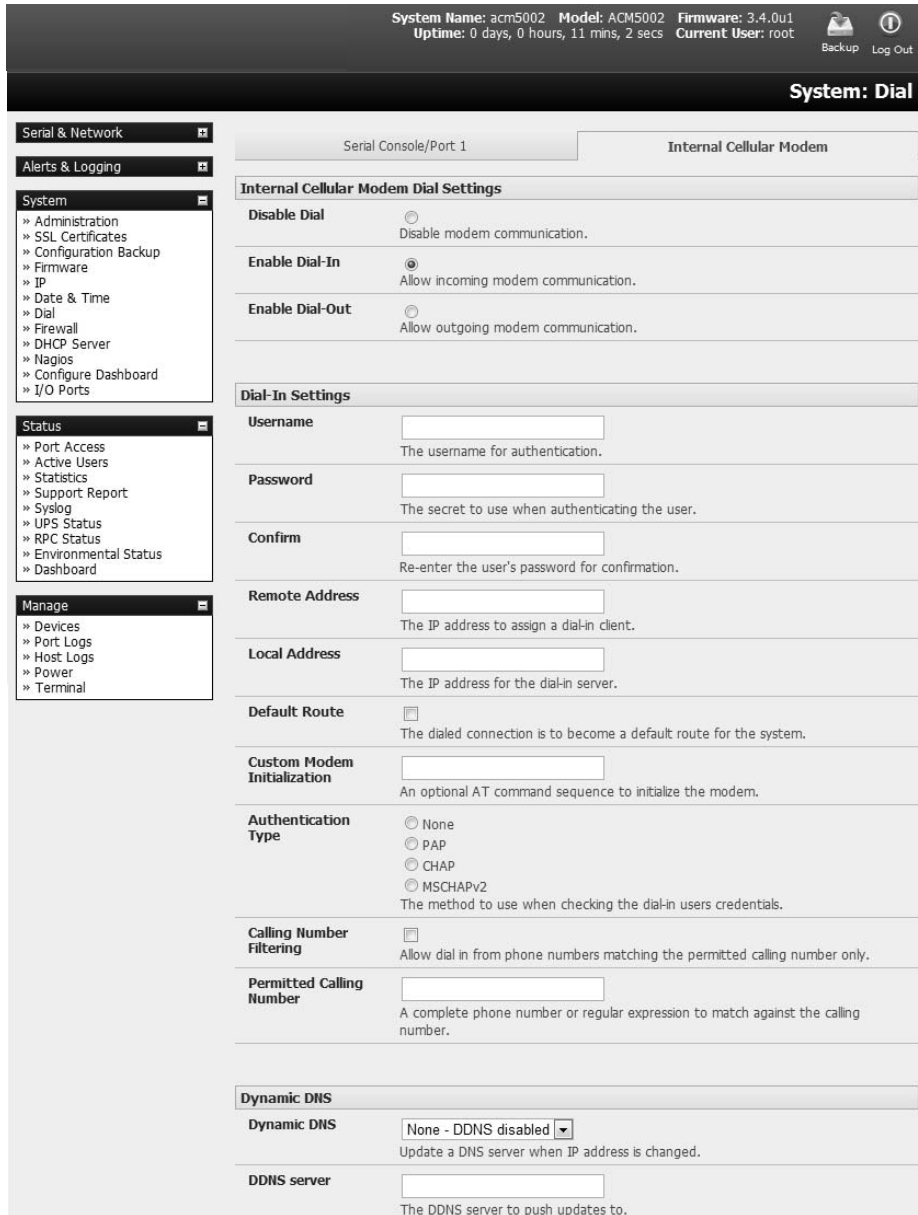 System Name: acm5002 Model: ACM5002 Firmware: 3.4.0u1
Uptime: 0 days, 0 hours, 11 mins, 2 secs Current User: root
Backup Log Out
System: Dial
Serial & Network
Alerts & Logging
System
» Administration
» SSL Certificates
» Configuration Backup
» Firmware
» IP
» Date & Time
» Dial
» Firewall
» DHCP Server
» Nagios
» Configure Dashboard
» I/O Ports
Status
» Port Access
» Active Users
» Statistics
» Support Report
» Syslog
» UPS Status
» RPC Status
» Environmental Status
» Dashboard
Manage
» Devices
» Port Logs
» Host Logs
» Power
» Terminal
Serial Console/Port 1
Internal Cellular Modem
Internal Cellular Modem Dial Settings
Disable Dial
Disable modem communication.
Enable Dial-In
Allow incoming modem communication.
Enable Dial-Out
Allow outgoing modem communication.
Dial-In Settings
Username
The username for authentication.
Password
The secret to use when authenticating the user.
Confirm
Re-enter the user's password for confirmation.
Remote Address
The IP address to assign a dial-in client.
Local Address
The IP address for the dial-in server.
Default Route
The dialed connection is to become a default route for the system.
Custom Modem
Initialization
An optional AT command sequence to initialize the modem.
Authentication
Type
None
PAP
CHAP
MSCHAPv2
The method to use when checking the dial-in users credentials.
Calling Number
Filtering
Allow dial in from phone numbers matching the permitted calling number only.
Permitted Calling
Number
A complete phone number or regular expression to match against the calling
number.
Dynamic DNS
Dynamic DNS
None - DDNS disabled
Update a DNS server when IP address is changed.
DDNS server
The DDNS server to push updates to.